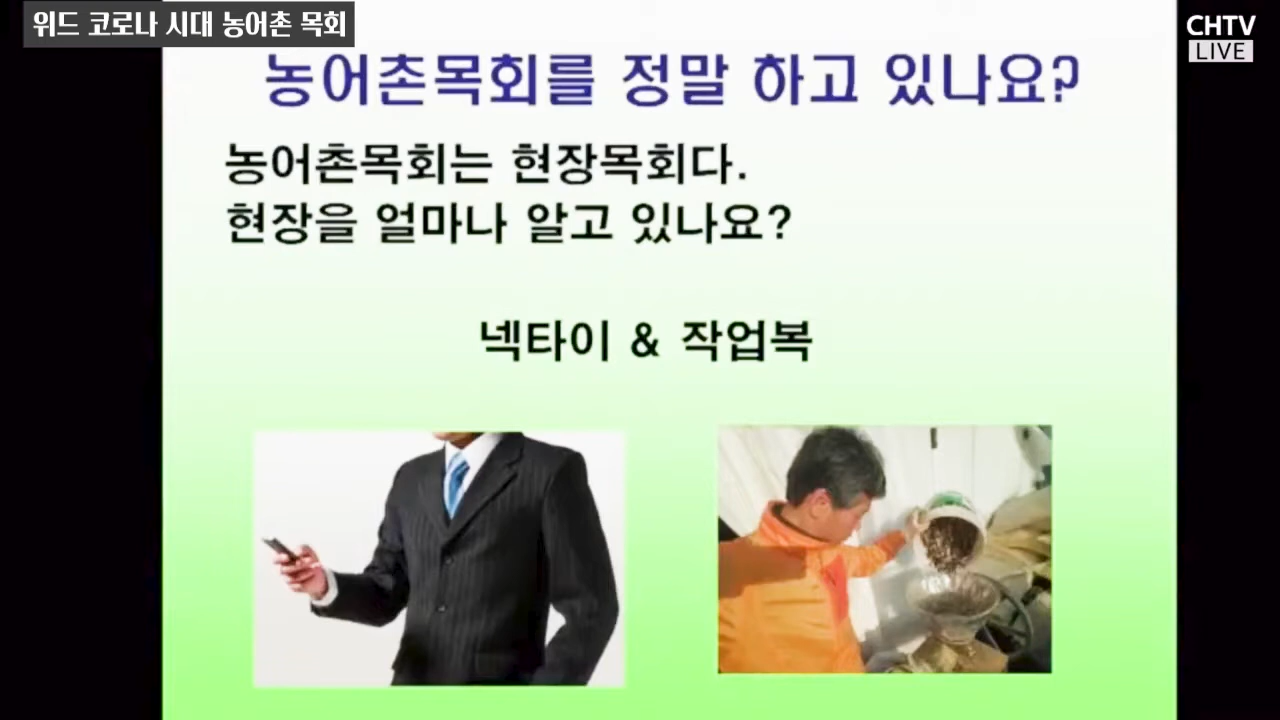 위드 코로나 시대 농어촌 목회
CHTV
LIVE
농어촌목회를 정말 하고 있나요?
농어촌목회는 현장목회다.
현장을 얼마나 알고 있나요?
넥타이 & 작업복